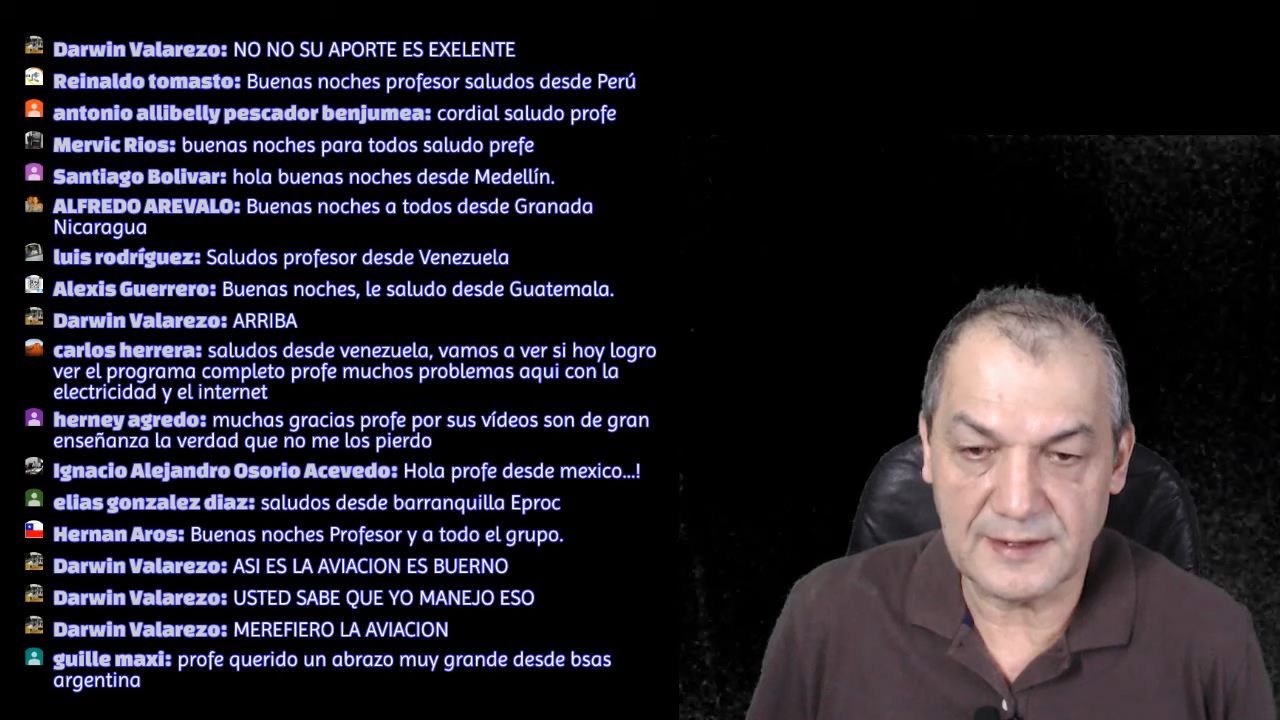 Darwin Valarezo: NO NO SU APORTE ES EXELENTE
Reinaldo tomasto: Buenas noches profesor saludos desde Perú
antonio allibelly pescador benjumea: cordial saludo profe
Mervic Rios: buenas noches para todos saludo prefe
Santiago Bolivar: hola buenas noches desde Medellín.
ALFREDO AREVALO: Buenas noches a todos desde Granada
Nicaragua
luis rodríguez: Saludos profesor desde Venezuela
Alexis Guerrero: Buenas noches, le saludo desde Guatemala.
Darwin Valarezo: ARRIBA
carlos herrera: saludos desde venezuela, vamos a ver si hoy logro
ver el programa completo profe muchos problemas aqui con la
electricidad y el internet
herney agredo: muchas gracias profe por sus vídeos son de gran
enseñanza la verdad que no me los pierdo
Ignacio Alejandro Osorio Acevedo: Hola profe desde mexico...!
elias gonzalez diaz: saludos desde barranquilla Eproc
Hernan Aros: Buenas noches Profesor y a todo el grupo.
Darwin Valarezo: ASI ES LA AVIACION ES BUERNO
Darwin Valarezo: USTED SABE QUE YO MANEJO ESO
Darwin Valarezo: MEREFIERO LA AVIACION
guille maxi: profe querido un abrazo muy grande desde bsas
argentina